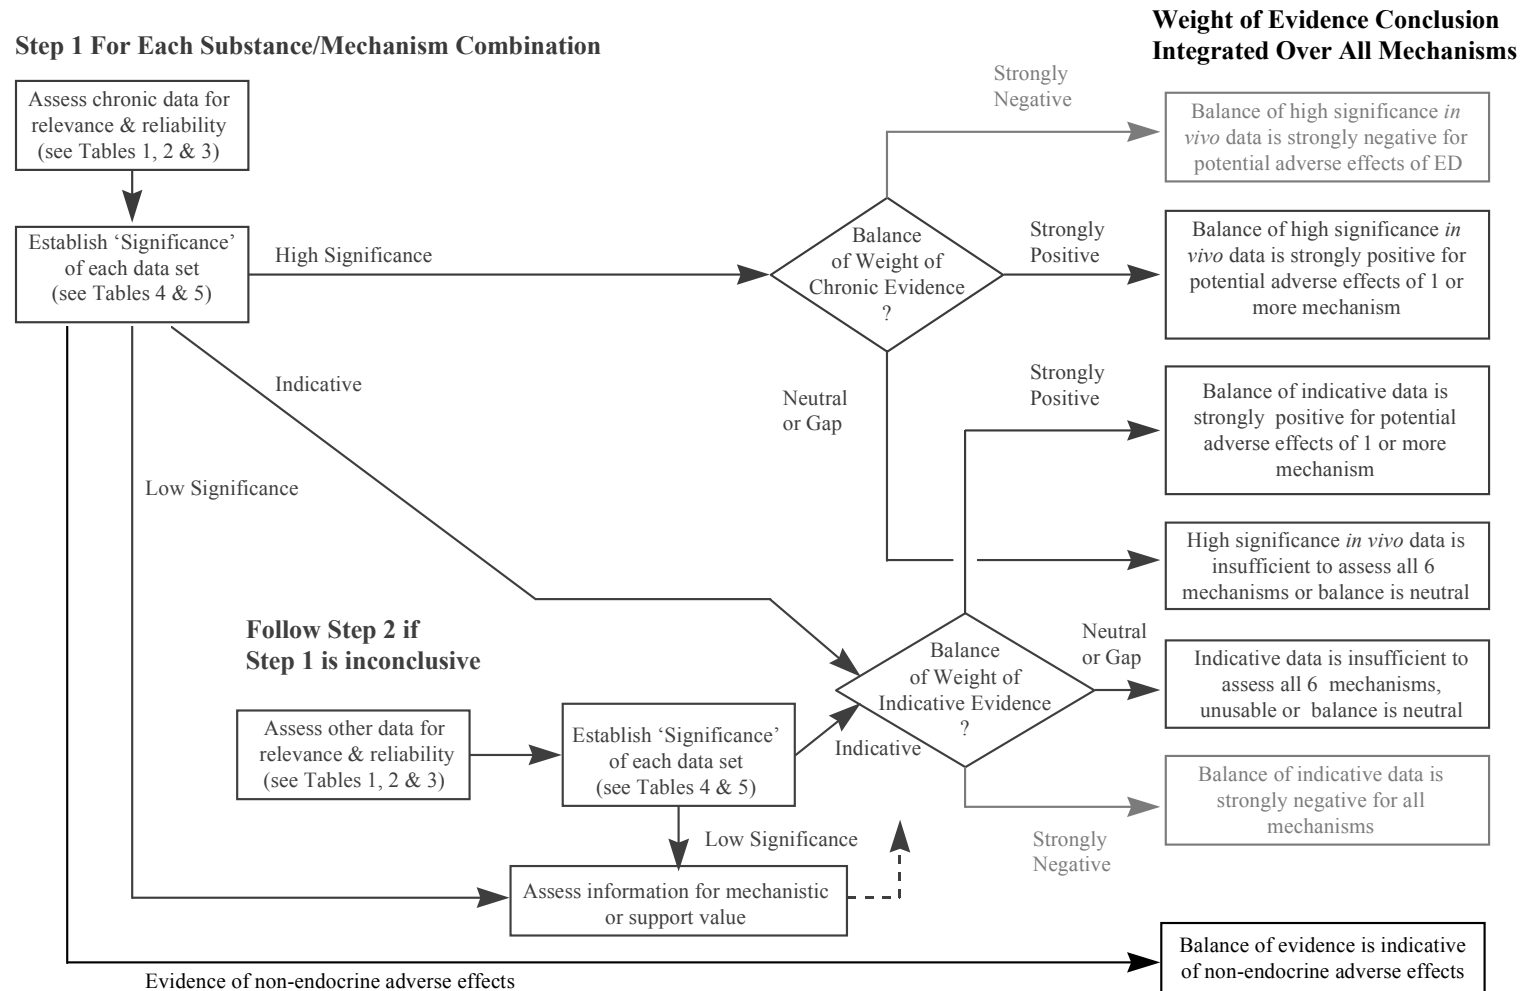 Weight of Evidence Conclusion
Integrated Over All Mechanisms
Step 1 For Each Substance/Mechanism Combination
Assess chronic data for
relevance & reliability
(see Tables 1, 2 & 3)
Establish ‘Significance’
of each data set
(see Tables 4 & 5)
High Significance
Indicative
Low Significance
Balance
of Weight of
Chronic Evidence
?
Strongly
Negative
Strongly
Positive
Neutral
or Gap
Balance of high significance in
vivo data is strongly negative for
potential adverse effects of ED
Balance of high significance in
vivo data is strongly positive for
potential adverse effects of 1 or
more mechanism
Strongly
Positive
Balance of indicative data is
strongly positive for potential
adverse effects of 1 or more
mechanism
High significance in vivo data is
insufficient to assess all 6
mechanisms or balance is neutral
Follow Step 2 if
Step 1 is inconclusive
Assess other data for
relevance & reliability
(see Tables 1, 2 & 3)
Establish ‘Significance’
of each data set
(see Tables 4 & 5)
Indicative
Low Significance
Balance
of Weight of
Indicative Evidence
?
Neutral
or Gap
Indicative data is insufficient to
assess all 6 mechanisms,
unusable or balance is neutral
Strongly
Negative
Balance of indicative data is
strongly negative for all
mechanisms
Assess information for mechanistic
or support value
Evidence of non-endocrine adverse effects
Balance of evidence is indicative
of non-endocrine adverse effects